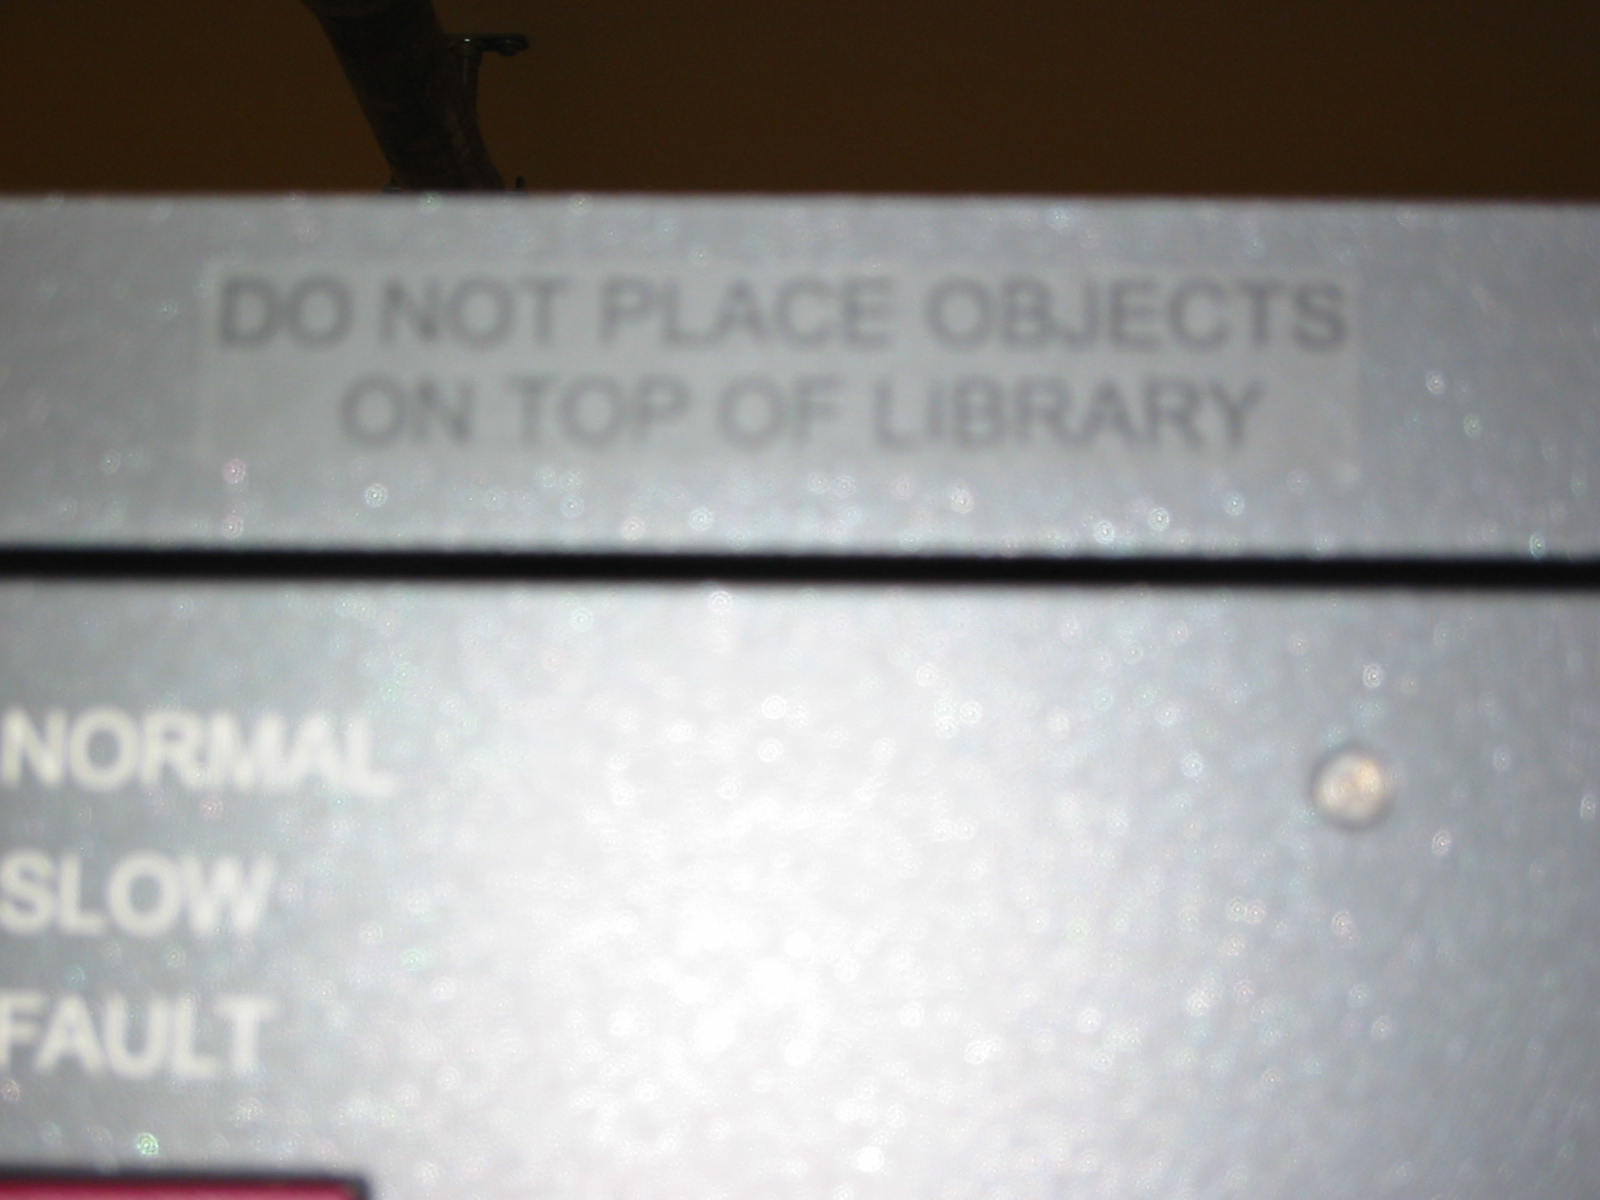 DO NOT PLACE OBJECTS
ON TOP OF LIBRARY
NORMAL
SLOW
FAULT